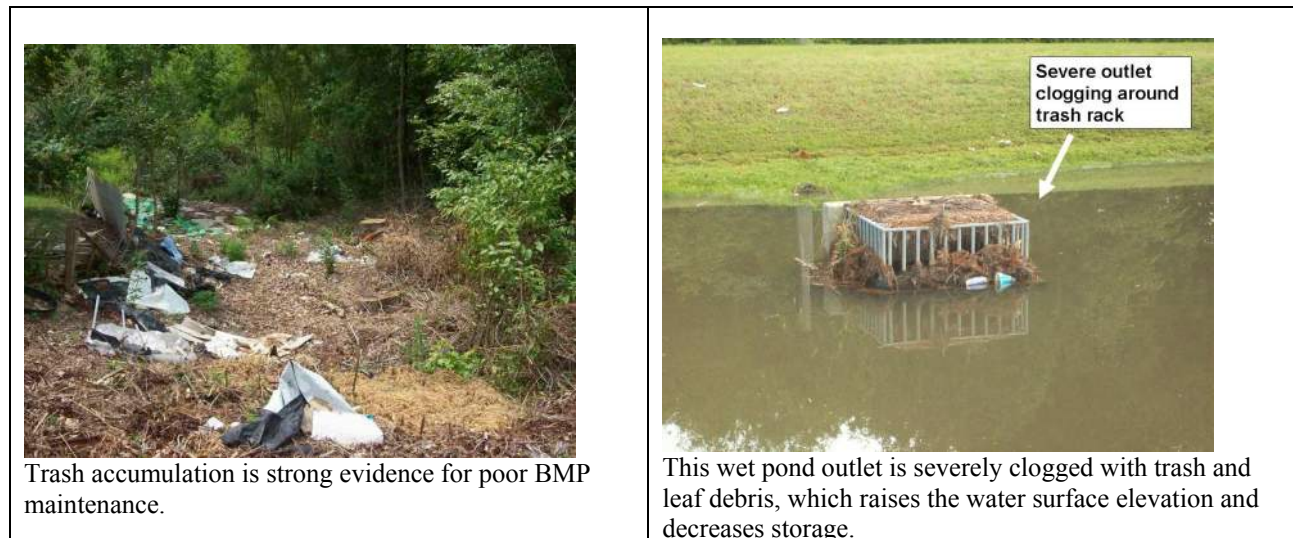 Severe outlet
clogging around
trash rack
Trash accumulation is strong evidence for poor BMP
maintenance.
This wet pond outlet is severely clogged with trash and
leaf debris, which raises the water surface elevation and
decreases storage.